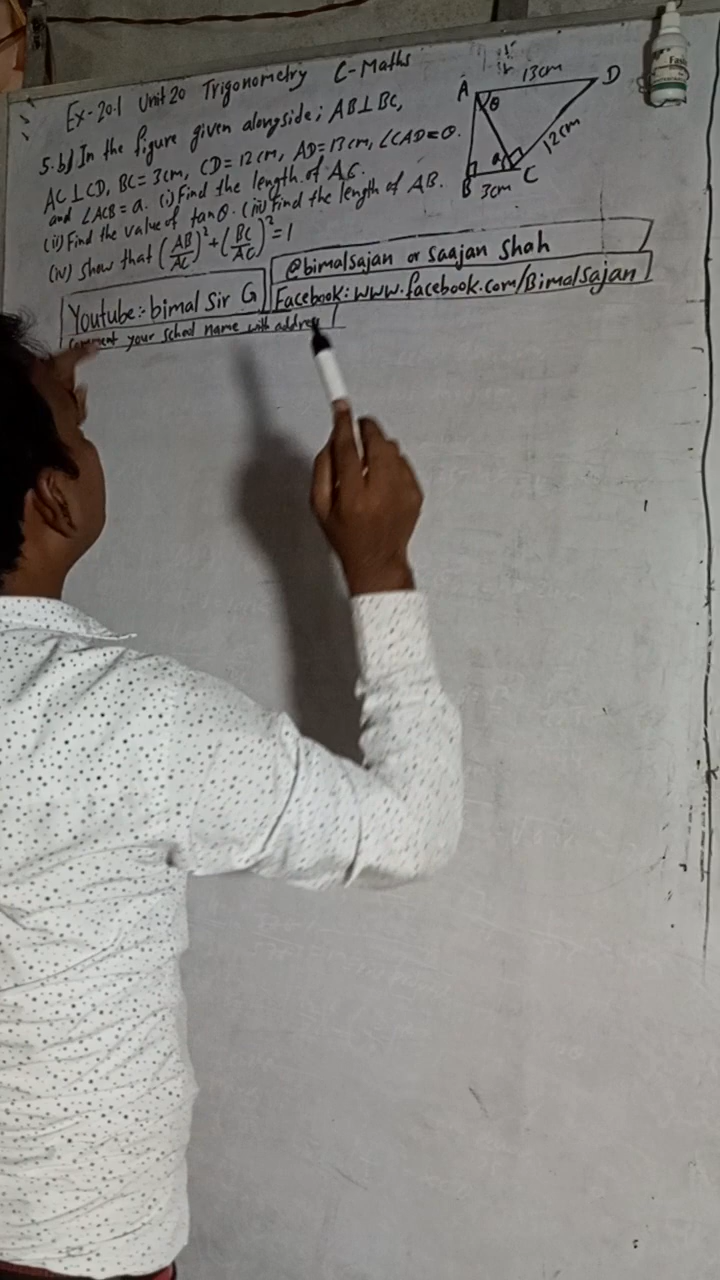 Ex-20.1 Unit 20 Trigonometry C-Maths
5.b) In the figure given alongside; AB⊥BC,
AC⊥CD, BC=3cm, CD=12cm, AD=13cm, ∠CAD=θ.
and ∠ACB=a. (i) Find the length of AC.
(ii) Find the value of tanθ. (iii) Find the length of AB.
(iv) Show that (AB/AC)²+(BC/AC)²=1
A
13cm
D
θ
12cm
a
B
3cm
C
Youtube:- bimal Sir G
@bimalsajan or Saajan Shah
Facebook: www.facebook.com/BimalSajan
Comment your school name with address